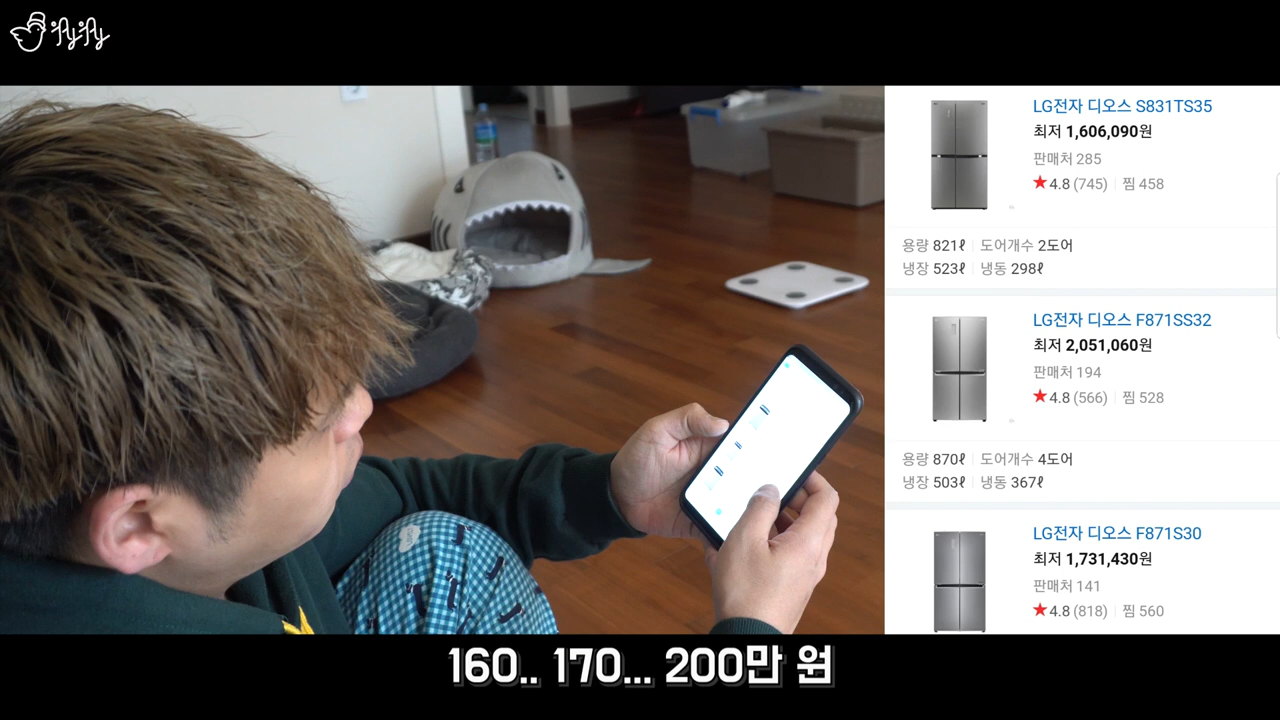 LG전자 디오스 S831TS35
최저 1,606,090원
판매처 285
★4.8 (745) 찜 458
용량 821ℓ 도어개수 2도어
냉장 523ℓ 냉동 298ℓ
LG전자 디오스 F871SS32
최저 2,051,060원
판매처 194
★4.8 (566) 찜 528
용량 870ℓ 도어개수 4도어
냉장 503ℓ 냉동 367ℓ
LG전자 디오스 F871S30
최저 1,731,430원
판매처 141
★4.8 (818) 찜 560
160.. 170... 200만 원